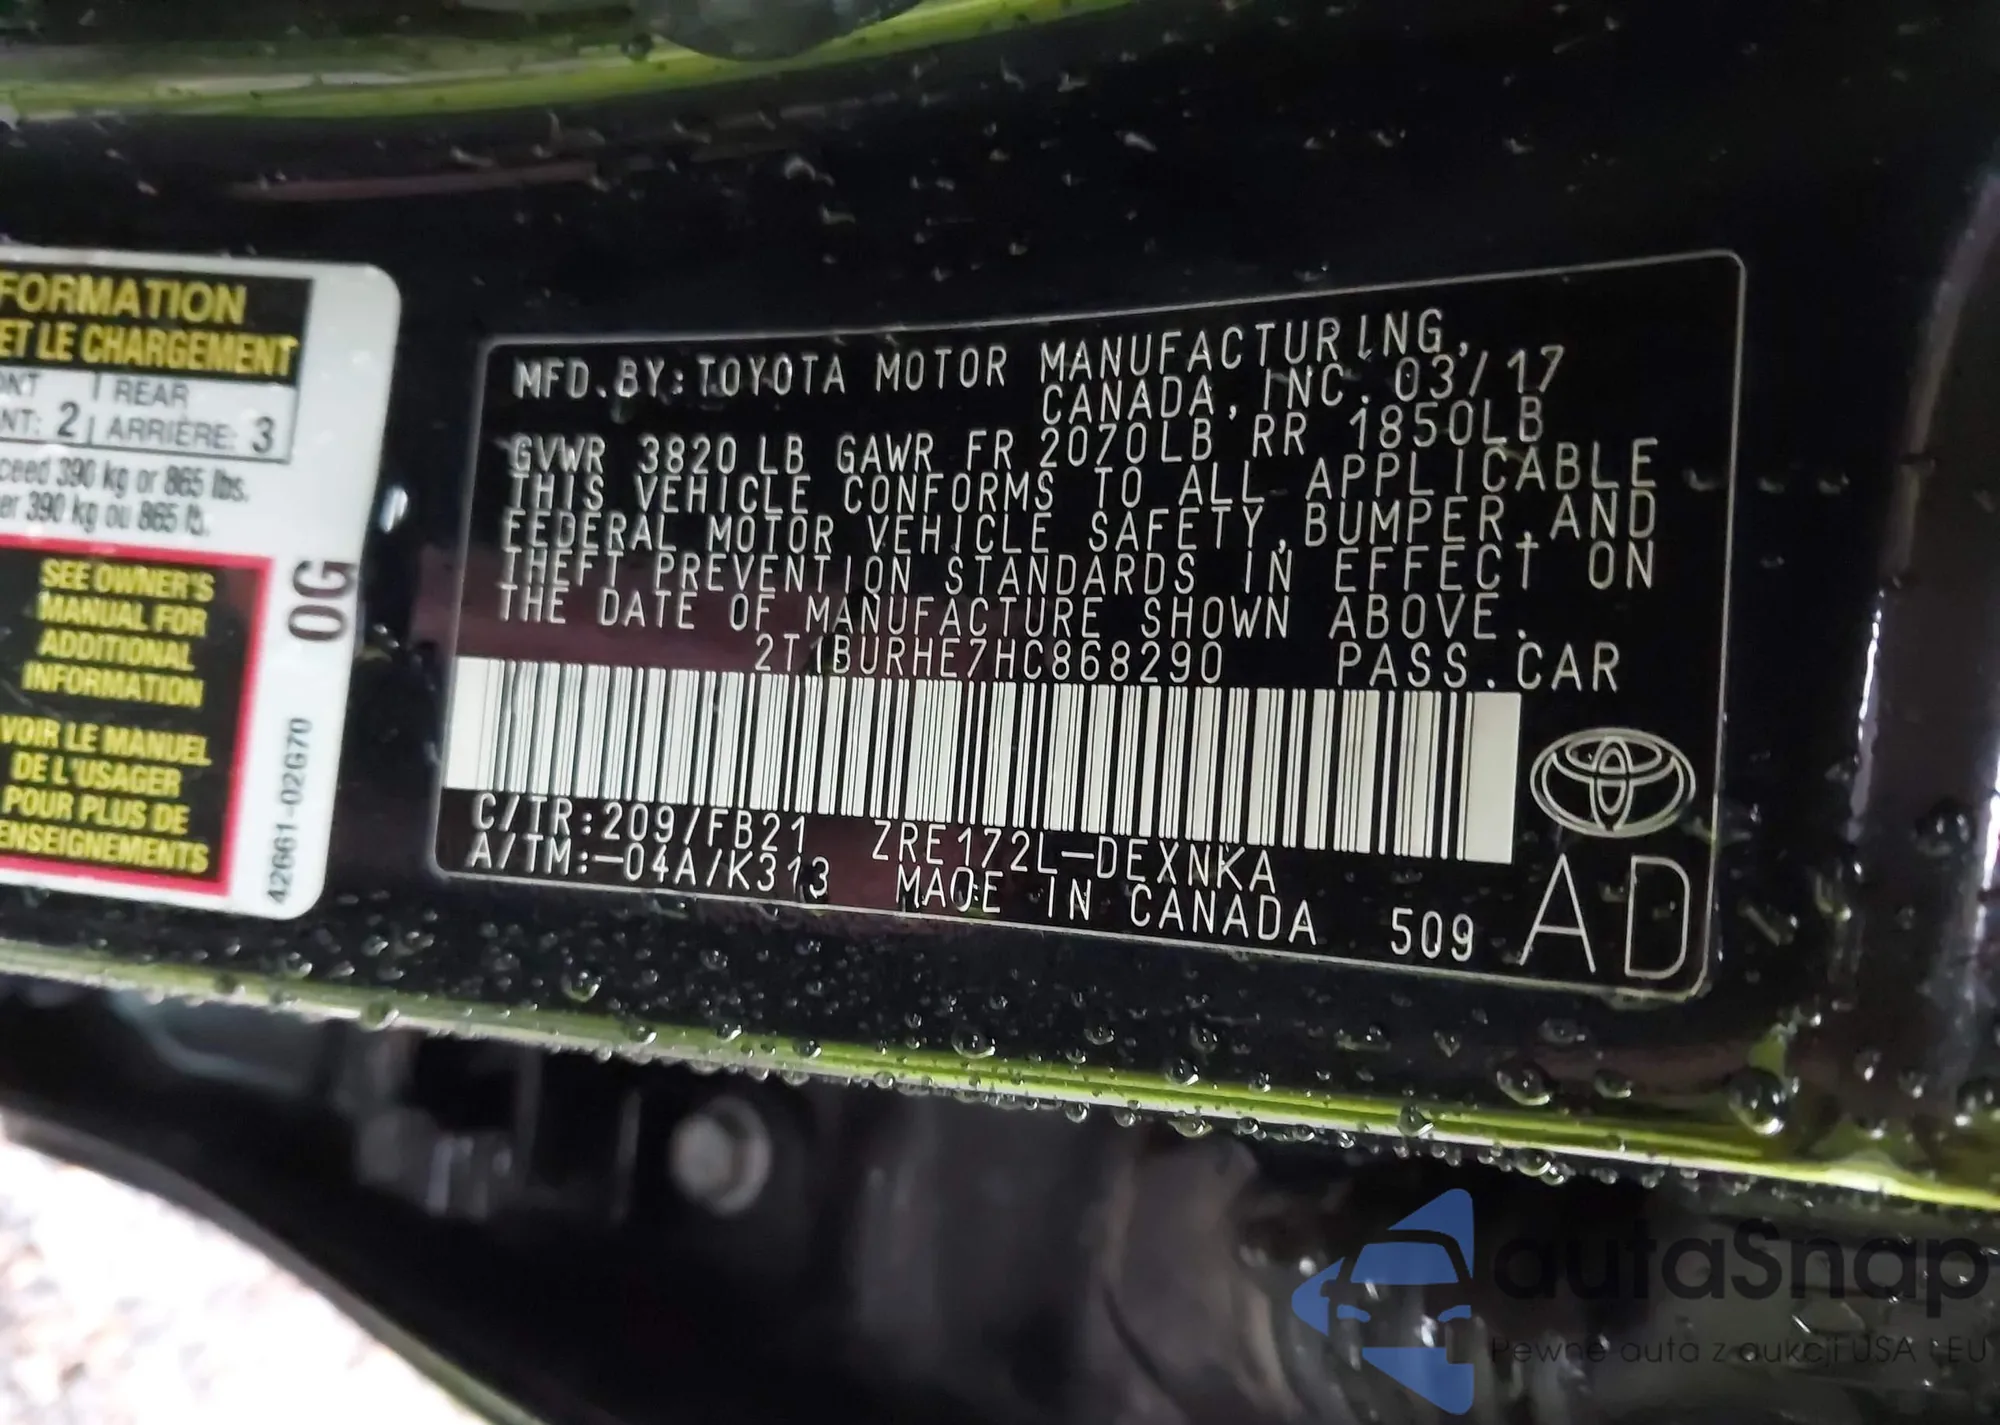 FORMATION
ET LE CHARGEMENT
REAR
2 ARRIÈRE: 3
390 kg or 865 lbs.
390 kg ou 865 lb.
SEE OWNER'S
MANUAL FOR
ADDITIONAL
INFORMATION
VOIR LE MANUEL
DE L'USAGER
POUR PLUS DE
ENSEIGNEMENTS
0G
42661-02G70
MFD.BY:TOYOTA MOTOR MANUFACTURING,
CANADA, INC. 03/17
GVWR 3820LB GAWR FR 2070LB RR 1850LB
THIS VEHICLE CONFORMS TO ALL APPLICABLE
FEDERAL MOTOR VEHICLE SAFETY, BUMPER, AND
THEFT PREVENTION STANDARDS IN EFFECT ON
THE DATE OF MANUFACTURE SHOWN ABOVE.
2T1BURHE7HC868290 PASS.CAR
C/TR:209/FB21 ZRE172L-DEXNKA
A/TM:-04A/K313 MADE IN CANADA 509
AD
autaSnap
Pewne auta z aukcji USA i EU